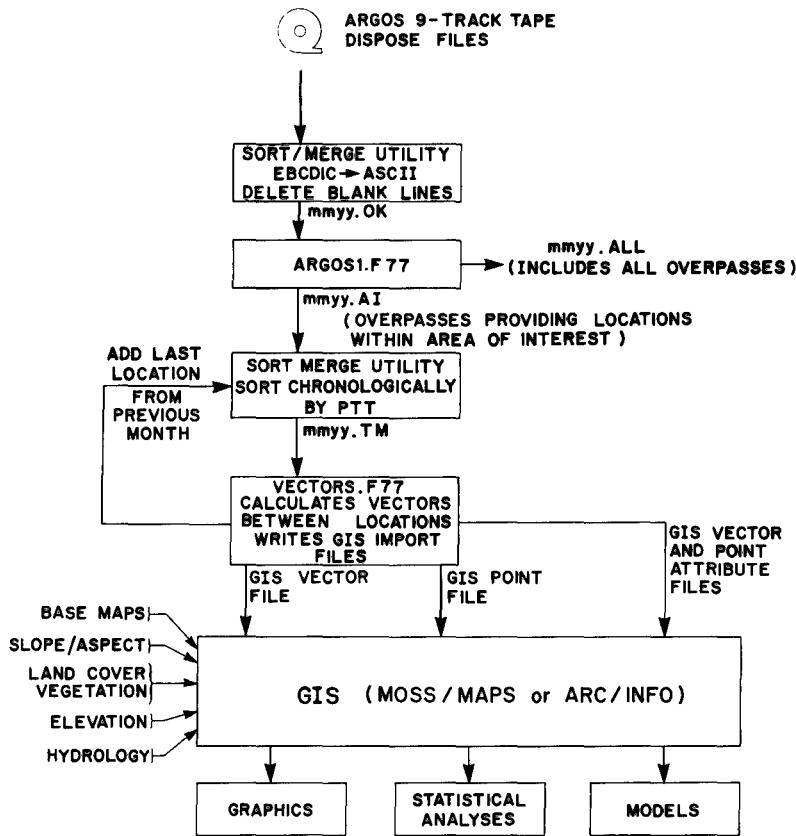 ARGOS 9-TRACK TAPE
DISPOSE FILES
SORT/MERGE UTILITY
EBCDIC→ASCII
DELETE BLANK LINES
mmyy.OK
ARGOS1.F77
mmyy.ALL
(INCLUDES ALL OVERPASSES)
mmyy.AI
(OVERPASSES PROVIDING LOCATIONS
WITHIN AREA OF INTEREST)
ADD LAST
LOCATION
FROM
PREVIOUS
MONTH
SORT MERGE UTILITY
SORT CHRONOLOGICALLY
BY PTT
mmyy.TM
VECTORS.F77
CALCULATES VECTORS
BETWEEN LOCATIONS
WRITES GIS IMPORT
FILES
GIS VECTOR
FILE
GIS POINT
FILE
GIS VECTOR
AND POINT
ATTRIBUTE
FILES
BASE MAPS
SLOPE/ASPECT
LAND COVER
VEGETATION
ELEVATION
HYDROLOGY
GIS (MOSS/MAPS or ARC/INFO)
GRAPHICS
STATISTICAL
ANALYSES
MODELS